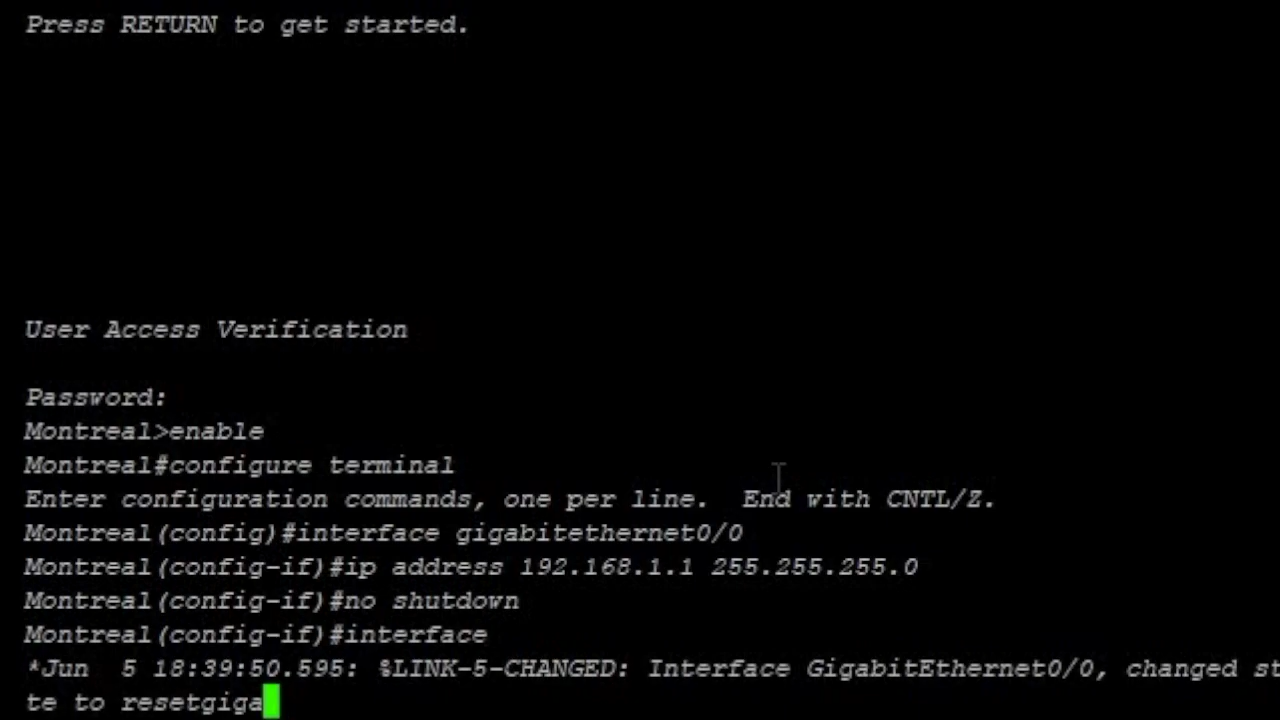 Press RETURN to get started.
User Access Verification
Password:
Montreal>enable
Montreal#configure terminal
Enter configuration commands, one per line.  End with CNTL/Z.
Montreal(config)#interface gigabitethernet0/0
Montreal(config-if)#ip address 192.168.1.1 255.255.255.0
Montreal(config-if)#no shutdown
Montreal(config-if)#interface
*Jun  5 18:39:50.595: %LINK-5-CHANGED: Interface GigabitEthernet0/0, changed st
te to resetgiga